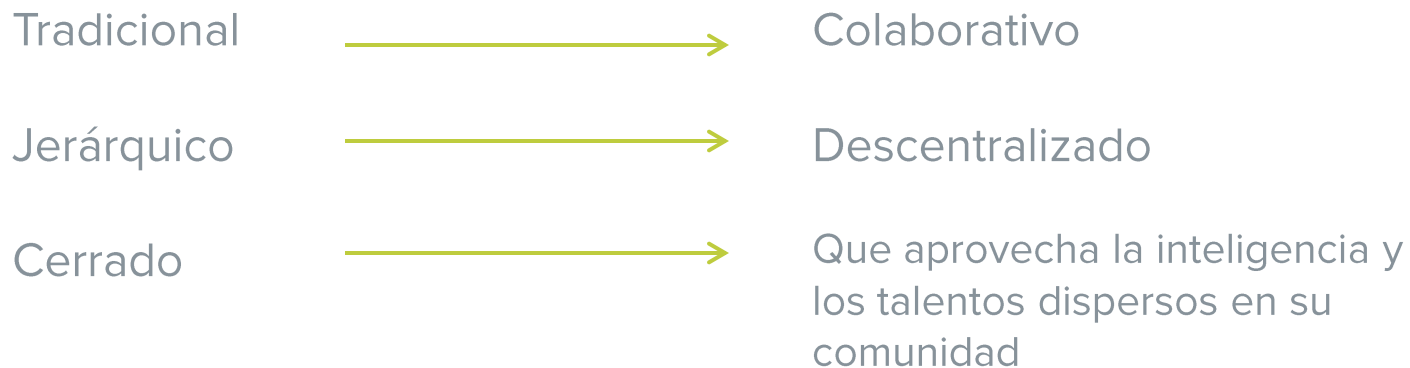 Tradicional
Colaborativo
Jerárquico
Descentralizado
Cerrado
Que aprovecha la inteligencia y
los talentos dispersos en su
comunidad